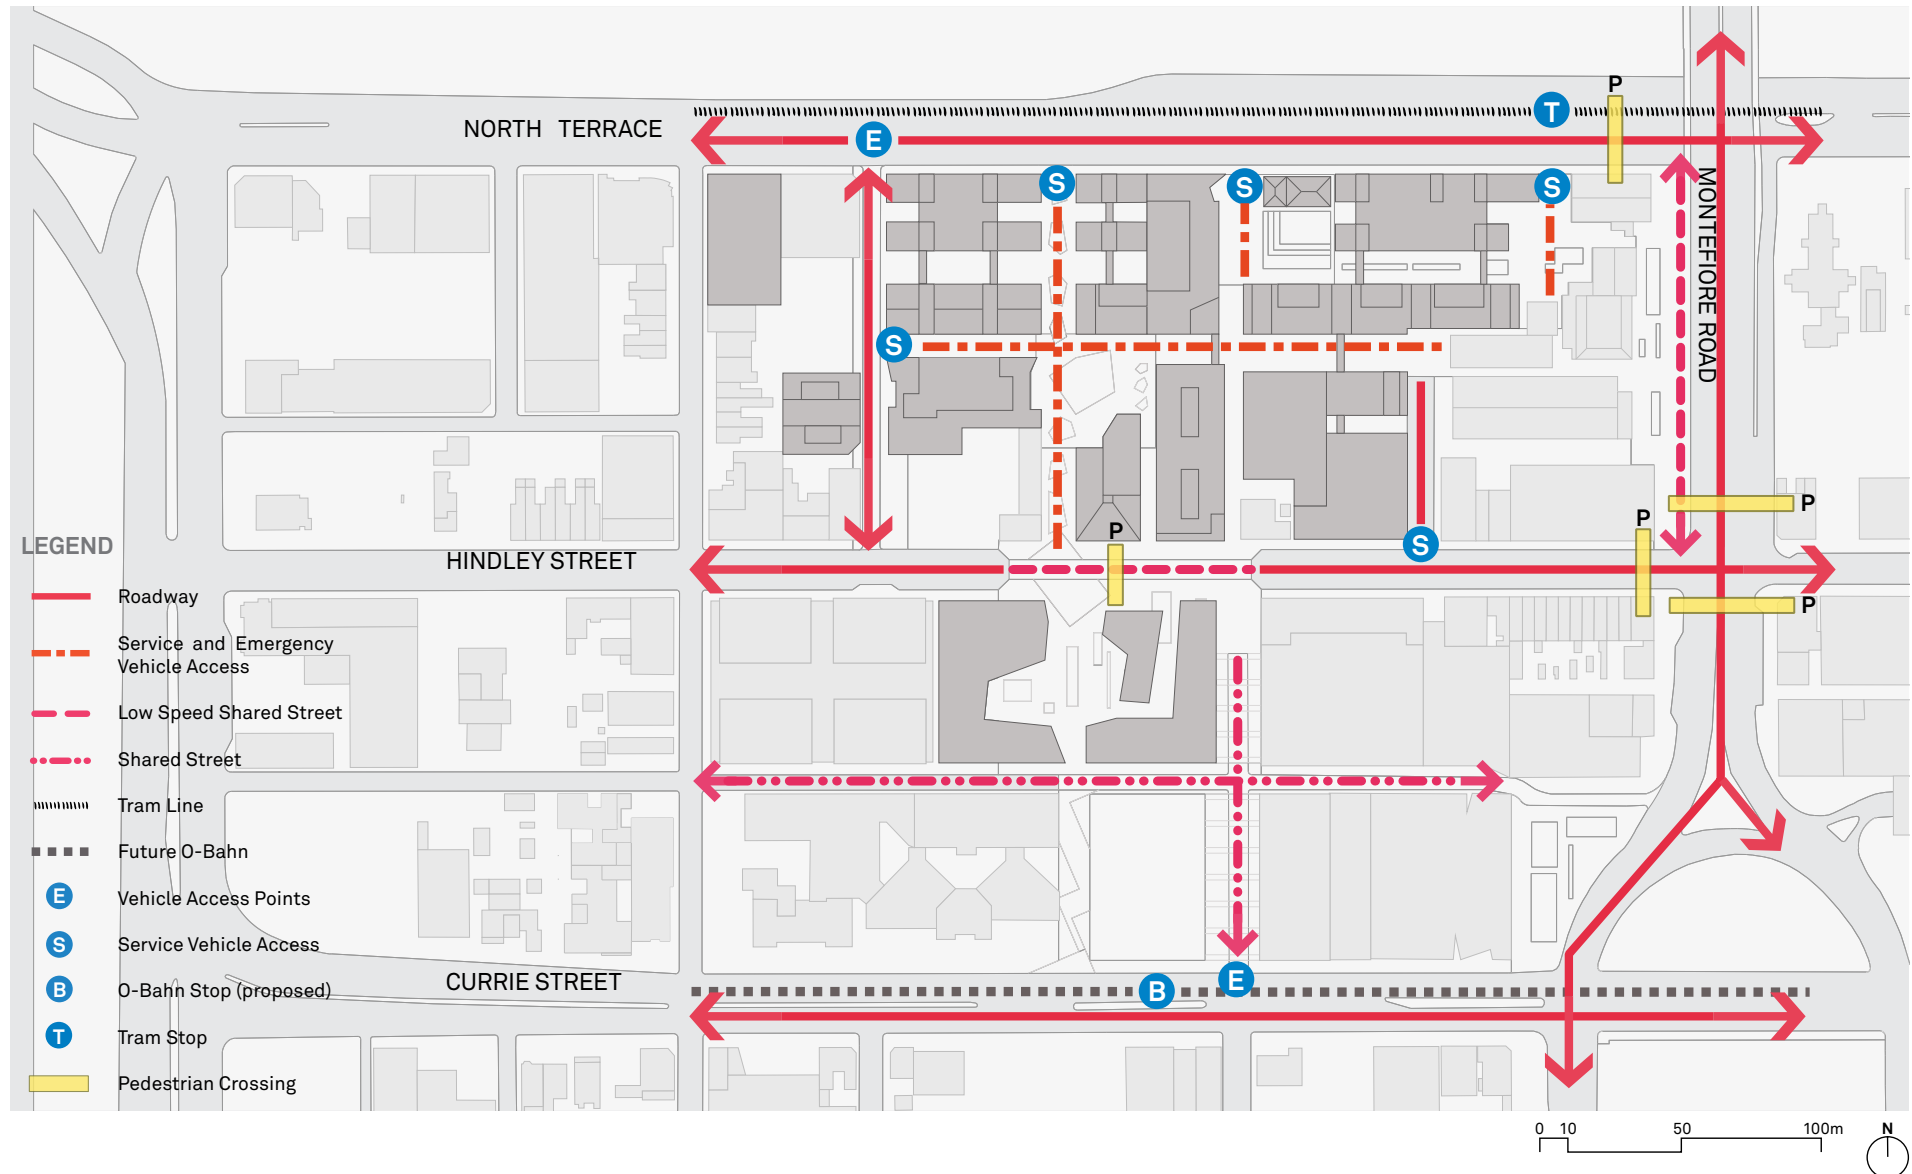 P
T
NORTH TERRACE
E
S
S
S
MONTEFIORE ROAD
S
P
P
P
S
LEGEND
HINDLEY STREET
P
Roadway
Service and Emergency
Vehicle Access
Low Speed Shared Street
Shared Street
Tram Line
Future O-Bahn
E
Vehicle Access Points
S
Service Vehicle Access
B
O-Bahn Stop (proposed)
T
Tram Stop
Pedestrian Crossing
CURRIE STREET
B
E
0 10 50 100m
N